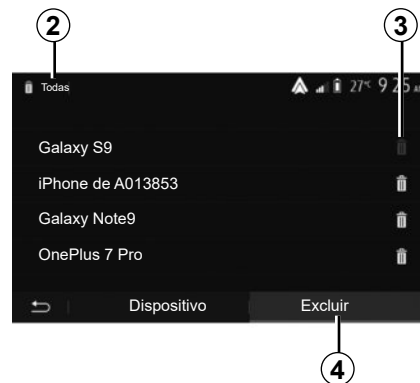 2 3
Todas 27°C 9 25 AM
Galaxy S9
iPhone de A013853
Galaxy Note9
OnePlus 7 Pro
Dispositivo Excluir
4